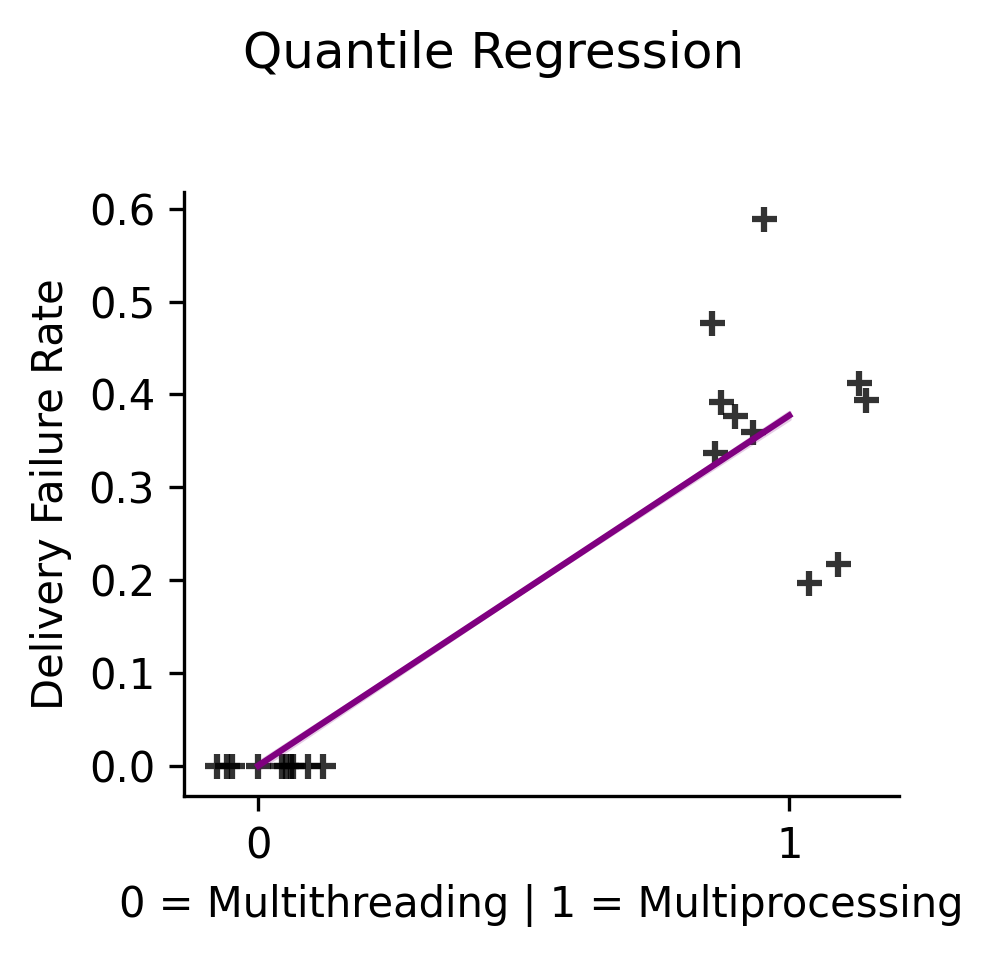 Quantile Regression
Delivery Failure Rate
0.6
0.5
0.4
0.3
0.2
0.1
0.0
0 1
0 = Multithreading | 1 = Multiprocessing